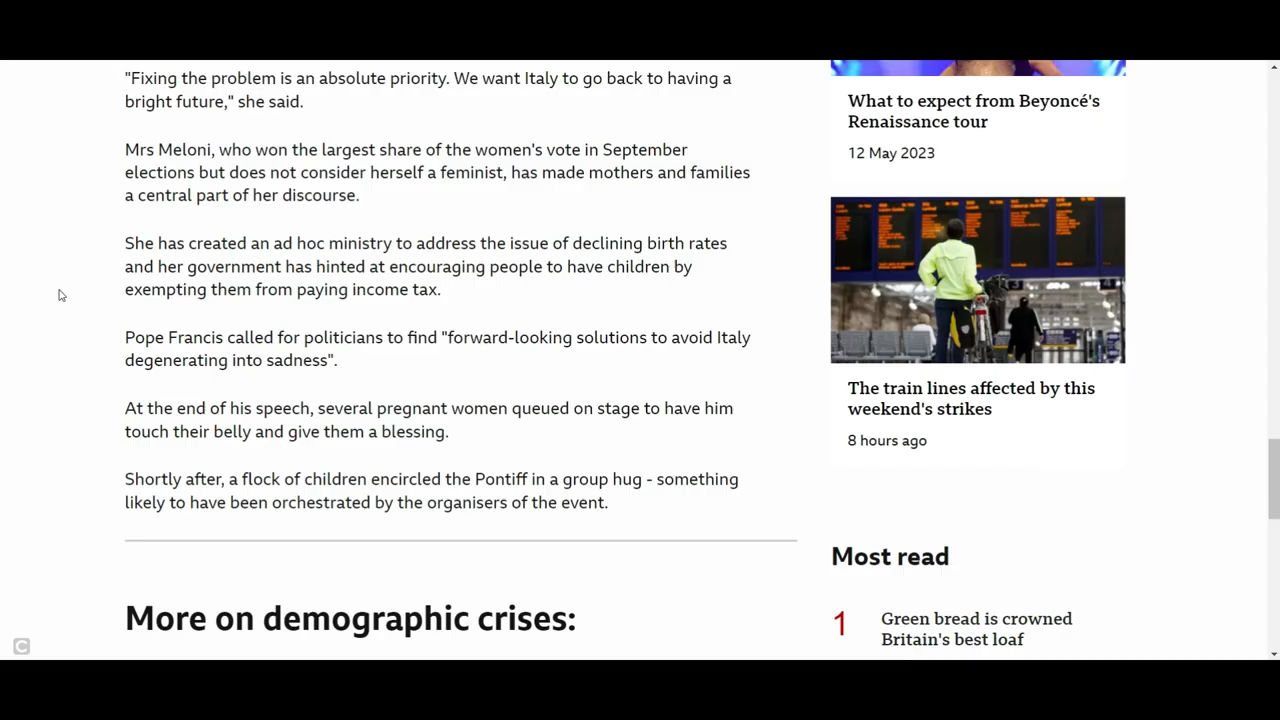 "Fixing the problem is an absolute priority. We want Italy to go back to having a
bright future," she said.
Mrs Meloni, who won the largest share of the women's vote in September
elections but does not consider herself a feminist, has made mothers and families
a central part of her discourse.
She has created an ad hoc ministry to address the issue of declining birth rates
and her government has hinted at encouraging people to have children by
exempting them from paying income tax.
Pope Francis called for politicians to find "forward-looking solutions to avoid Italy
degenerating into sadness".
At the end of his speech, several pregnant women queued on stage to have him
touch their belly and give them a blessing.
Shortly after, a flock of children encircled the Pontiff in a group hug - something
likely to have been orchestrated by the organisers of the event.
More on demographic crises:
What to expect from Beyoncé's
Renaissance tour
12 May 2023
The train lines affected by this
weekend's strikes
8 hours ago
Most read
1
Green bread is crowned
Britain's best loaf
C